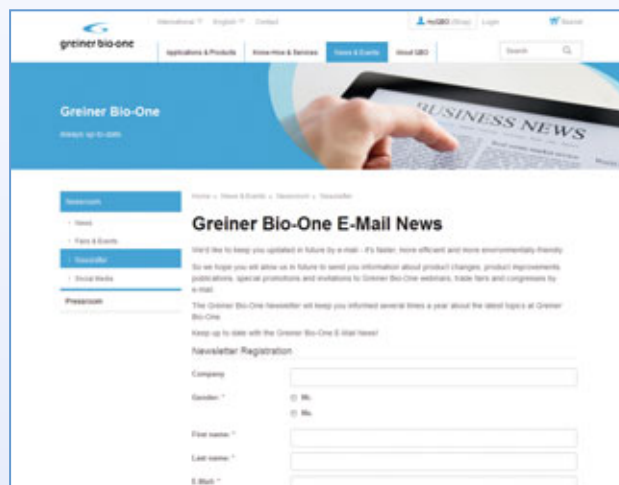 International English Contact
myGBO (Shop) Login
greiner bio-one
Applications & Products Know-How & Services News & Events About GBO Search
Greiner Bio-One
Always up-to-date
BUSINESS NEWS
Home News & Events Newsroom Newsletter
Newsroom
News
Fairs & Events
Newsletter
Social Media
Pressroom
Greiner Bio-One E-Mail News
We'd like to keep you updated in future by e-mail - it's faster, more efficient and more environmentally friendly.
So we hope you will allow us in future to send you information about product changes, product improvements,
publications, special promotions and invitations to Greiner Bio-One webinars, trade fairs and congresses by
e-mail.
The Greiner Bio-One Newsletter will keep you informed several times a year about the latest topics at Greiner
Bio-One.
Keep up to date with the Greiner Bio-One E-Mail News!
Newsletter Registration
Company
Gender: *
Mr.
Ms.
First name: *
Last name: *
E-Mail: *